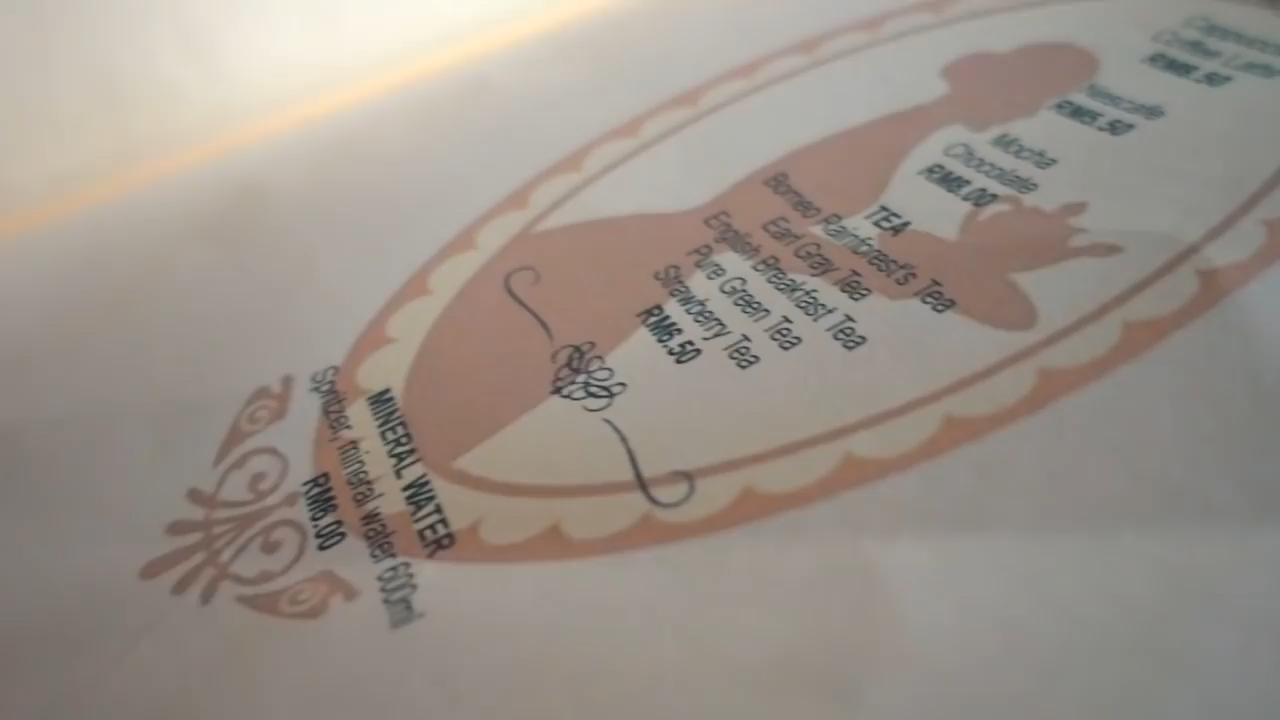 Cappuccino
Coffee Latte
RM6.50
Nescafe
RM5.50
Mocha
Chocolate
RM6.00
TEA
Borneo Rainforest's Tea
Earl Gray Tea
English Breakfast Tea
Pure Green Tea
Strawberry Tea
RM6.50
MINERAL WATER
Spritzer, mineral water 600ml
RM6.00